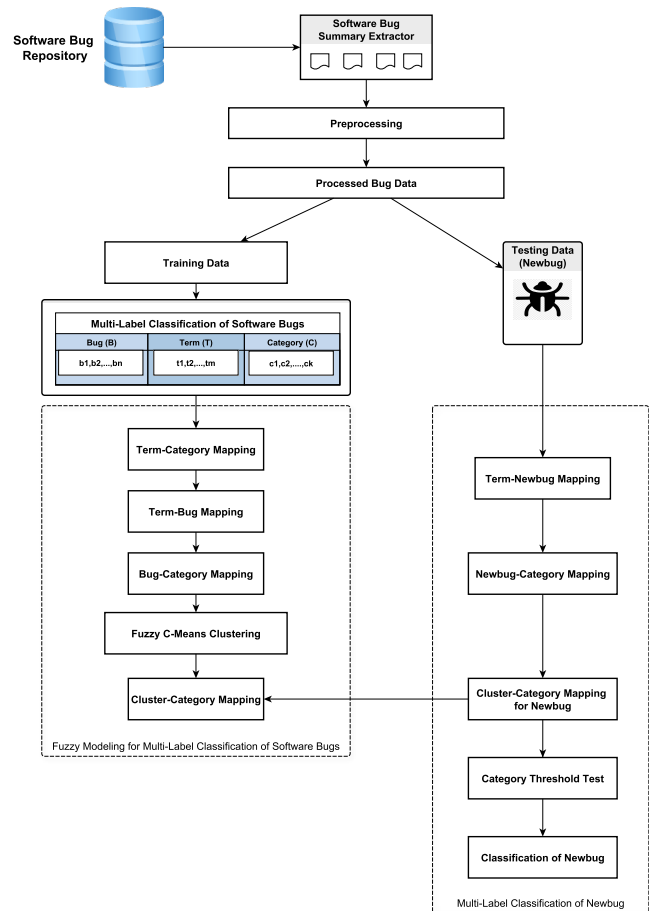 Software Bug
Repository
Software Bug
Summary Extractor
Preprocessing
Processed Bug Data
Training Data
Testing Data
(Newbug)
Multi-Label Classification of Software Bugs
Bug (B)
Term (T)
Category (C)
b1,b2,...,bn
t1,t2,...,tm
c1,c2,....,ck
Term-Category Mapping
Term-Bug Mapping
Bug-Category Mapping
Fuzzy C-Means Clustering
Cluster-Category Mapping
Fuzzy Modeling for Multi-Label Classification of Software Bugs
Term-Newbug Mapping
Newbug-Category Mapping
Cluster-Category Mapping
for Newbug
Category Threshold Test
Classification of Newbug
Multi-Label Classification of Newbug